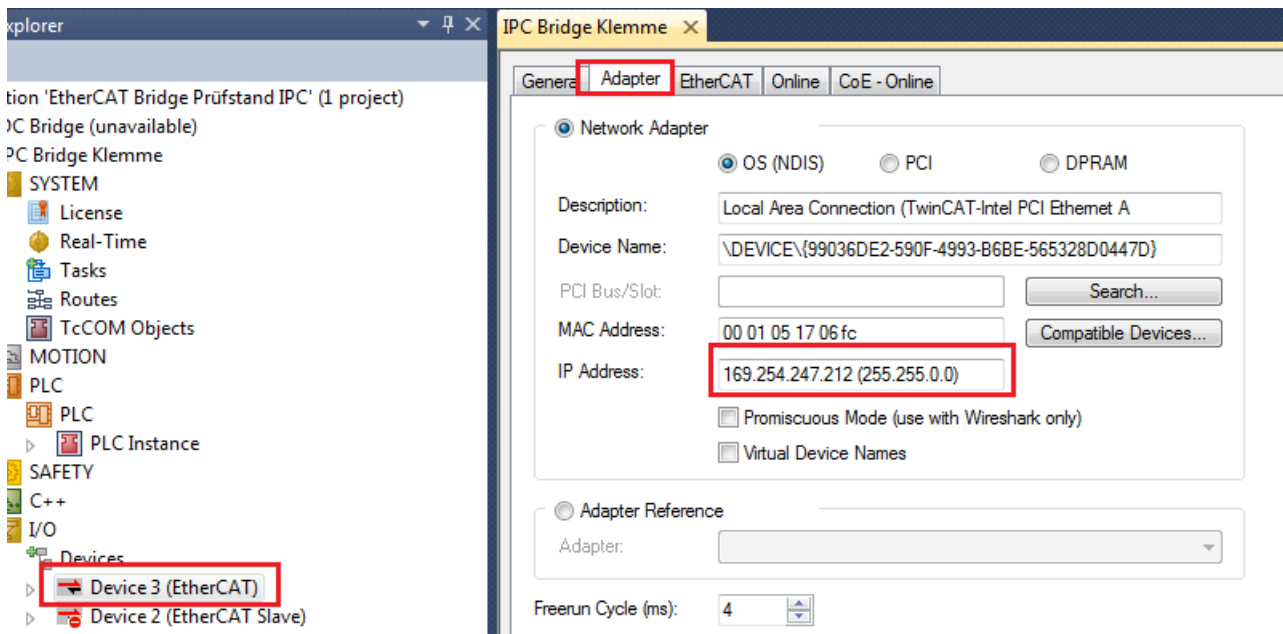 xplorer
tion 'EtherCAT Bridge Prüfstand IPC' (1 project)
C Bridge (unavailable)
PC Bridge Klemme
SYSTEM
License
Real-Time
Tasks
Routes
TcCOM Objects
MOTION
PLC
PLC
PLC Instance
SAFETY
C++
I/O
Devices
Device 3 (EtherCAT)
Device 2 (EtherCAT Slave)
IPC Bridge Klemme
Genera Adapter EtherCAT Online CoE - Online
Network Adapter
OS (NDIS) PCI DPRAM
Description: Local Area Connection (TwinCAT-Intel PCI Ethernet A
Device Name: \DEVICE\{99036DE2-590F-4993-B6BE-565328D0447D}
PCI Bus/Slot: Search...
MAC Address: 00 01 05 17 06 fc Compatible Devices...
IP Address: 169.254.247.212 (255.255.0.0)
Promiscuous Mode (use with Wireshark only)
Virtual Device Names
Adapter Reference
Adapter:
Freerun Cycle (ms): 4